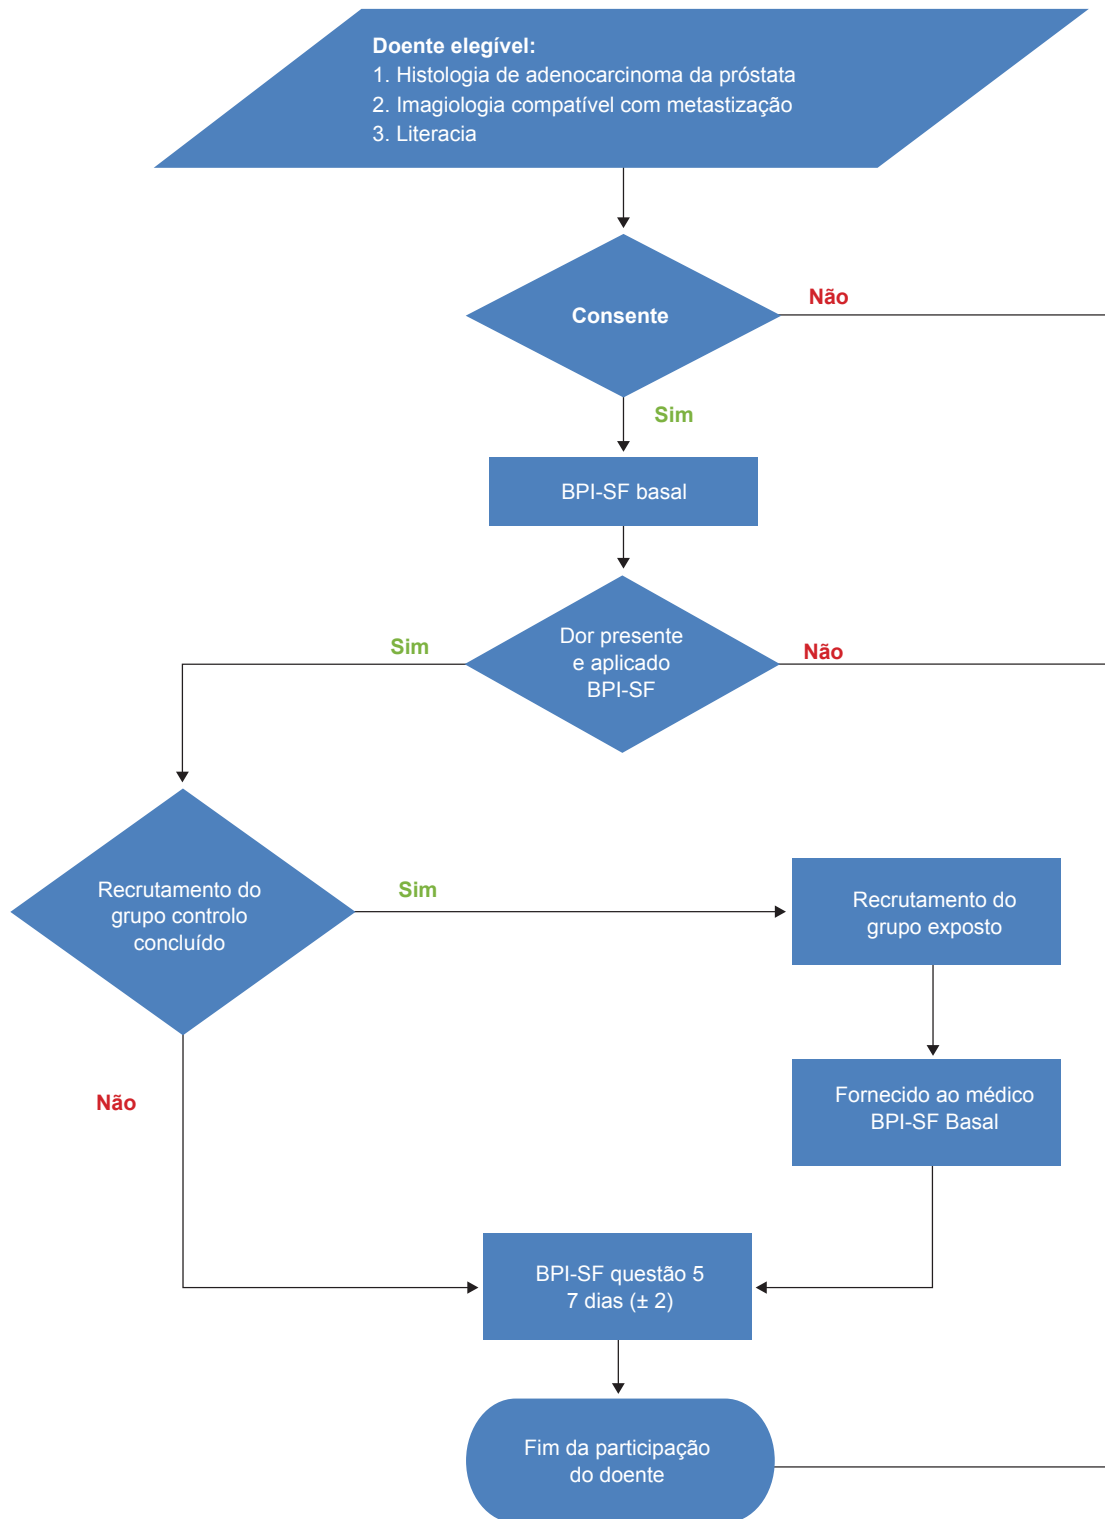 Doente elegível:
1. Histologia de adenocarcinoma da próstata
2. Imagiologia compatível com metastização
3. Literacia
Consente
Não
Sim
BPI-SF basal
Dor presente
e aplicado
BPI-SF
Sim
Não
Recrutamento do
grupo controlo
concluído
Sim
Recrutamento do
grupo exposto
Não
Fornecido ao médico
BPI-SF Basal
BPI-SF questão 5
7 dias (± 2)
Fim da participação
do doente